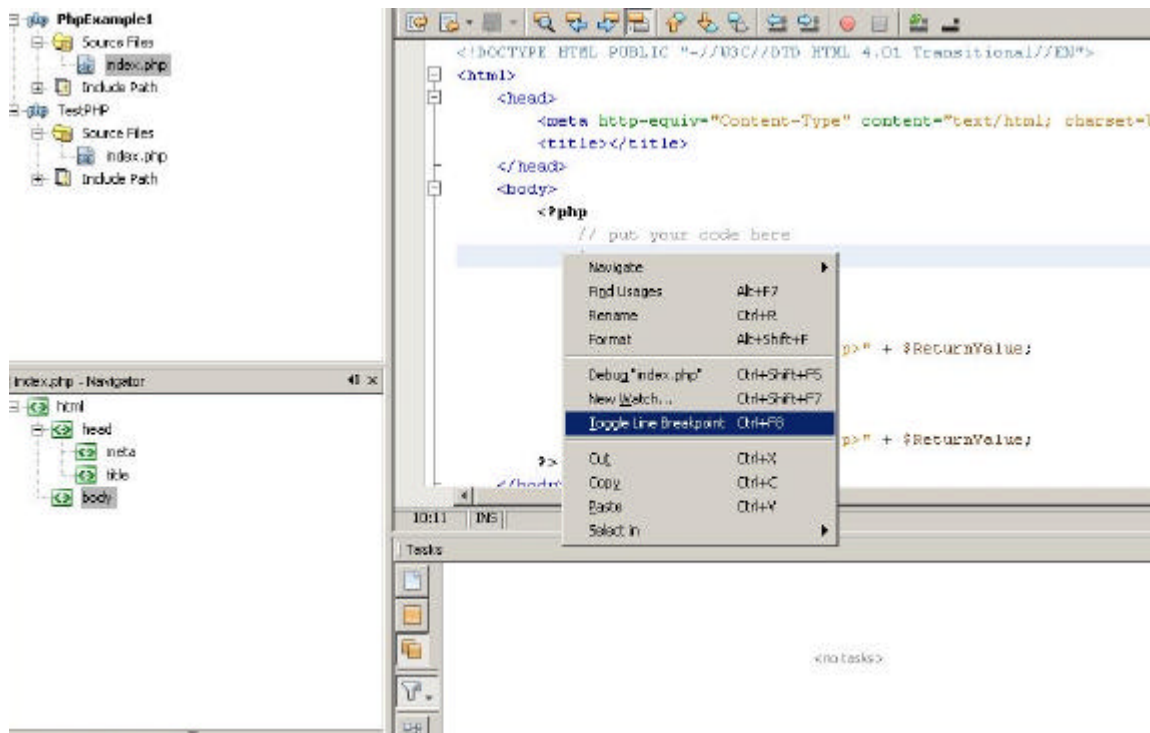 PhpExample1
Source Files
index.php
Include Path
TestPHP
Source Files
index.php
Include Path
index.php - Navigator
html
head
meta
title
body
<!DOCTYPE HTML PUBLIC "-//W3C//DTD HTML 4.01 Transitional//EN">
<html>
<head>
<meta http-equiv="Content-Type" content="text/html; charset=
<title></title>
</head>
<body>
<?php
// put your code here
p>" + $ReturnValue;
p>" + $ReturnValue;
?>
</body
Navigate
Find Usages Alt+F7
Rename Ctrl+R
Format Alt+Shift+F
Debug "index.php" Ctrl+Shift+F5
New Watch... Ctrl+Shift+F7
Toggle Line Breakpoint Ctrl+F8
Cut Ctrl+X
Copy Ctrl+C
Paste Ctrl+V
Select in
10:11 INS
Tasks
<no tasks>